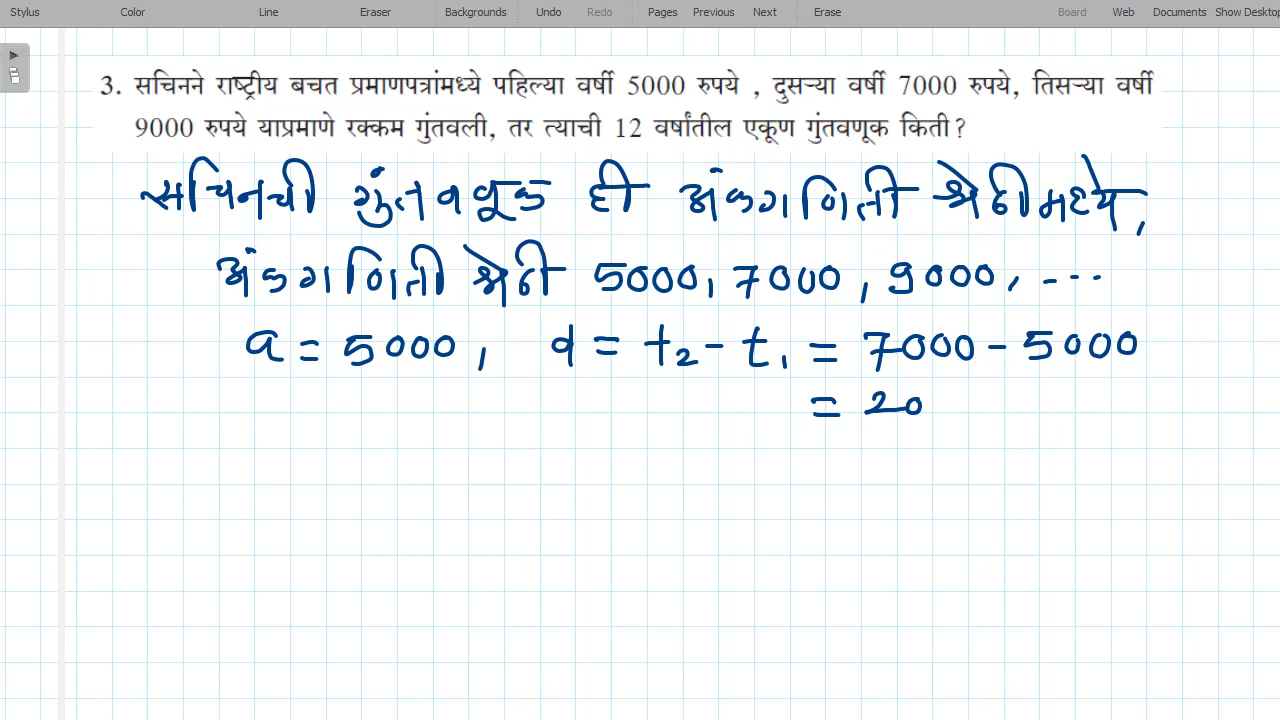 Stylus Color Line Eraser Backgrounds Undo Redo Pages Previous Next Erase Board Web Documents Show Desktop
3. सचिनने राष्ट्रीय बचत प्रमाणपत्रांमध्ये पहिल्या वर्षी 5000 रुपये , दुसऱ्या वर्षी 7000 रुपये, तिसऱ्या वर्षी
9000 रुपये याप्रमाणे रक्कम गुंतवली, तर त्याची 12 वर्षांतील एकूण गुंतवणूक किती?
सचिनची गुंतवणूक ही अंकगणिती श्रेढीमध्ये,
अंकगणिती श्रेढी 5000, 7000, 9000, ...
a = 5000, d = t₂ - t₁ = 7000 - 5000
= 20